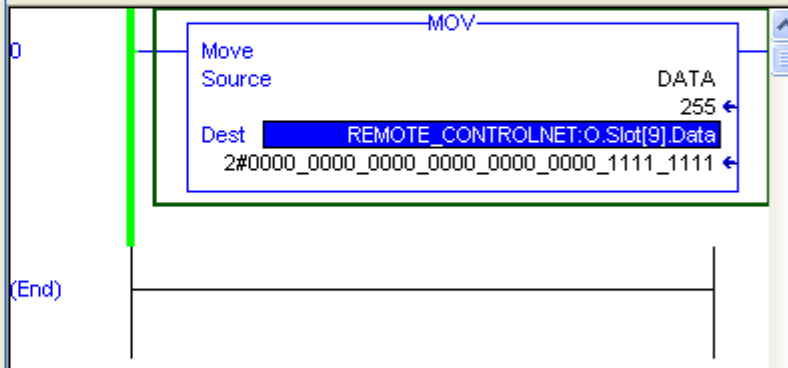 MOV
0
Move
Source DATA
255
Dest REMOTE_CONTROLNET:O.Slot[9].Data
2#0000_0000_0000_0000_0000_0000_1111_1111
(End)